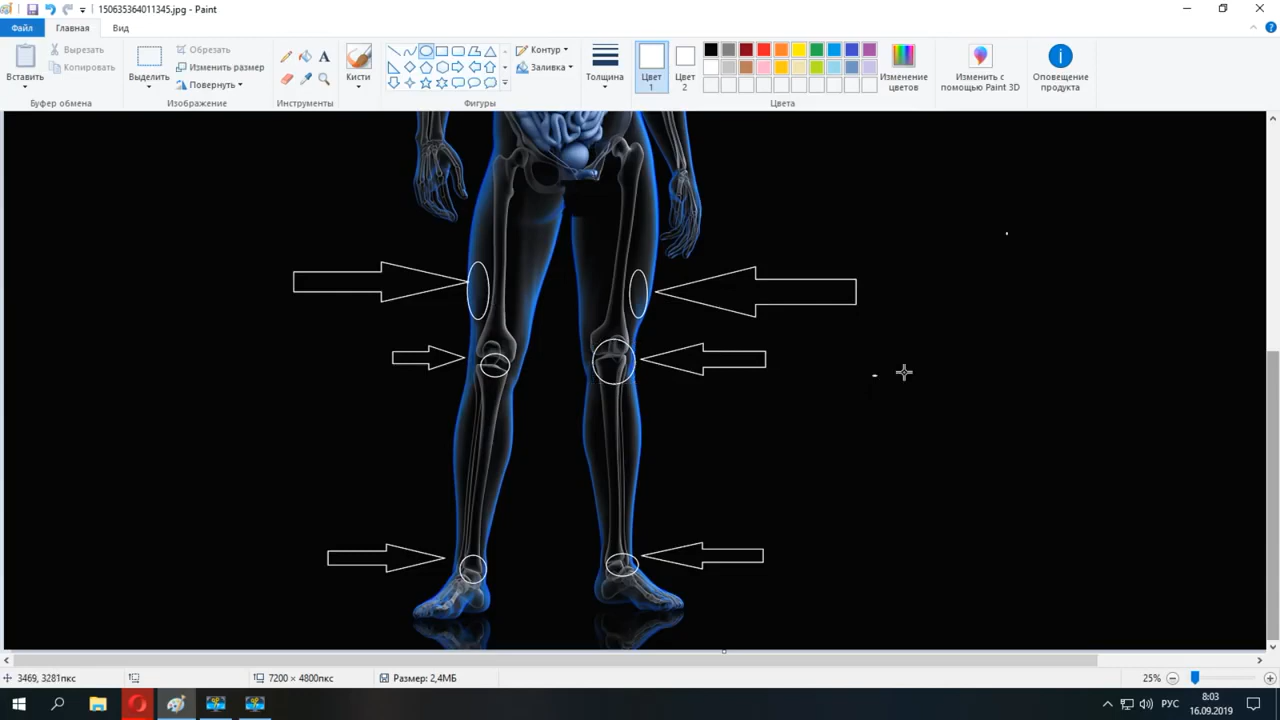 150635364011345.jpg - Paint
Файл
Главная
Вид
Вставить
Вырезать
Копировать
Буфер обмена
Выделить
Обрезать
Изменить размер
Повернуть
Изображение
Инструменты
Кисти
Контур
Заливка
Фигуры
Толщина
Цвет 1
Цвет 2
Цвета
Изменение цветов
Изменить с помощью Paint 3D
Оповещение продукта
3469, 3281пкс
7200 × 4800пкс
Размер: 2,4МБ
25%
РУС
8:03
16.09.2019